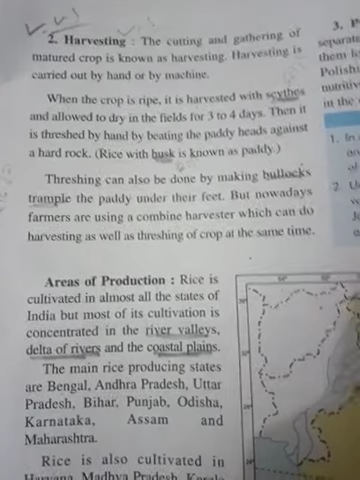 2. Harvesting : The cutting and gathering of
matured crop is known as harvesting. Harvesting is
carried out by hand or by machine.
When the crop is ripe, it is harvested with scythes
and allowed to dry in the fields for 3 to 4 days. Then it
is threshed by hand by beating the paddy heads against
a hard rock. (Rice with husk is known as paddy.)
Threshing can also be done by making bullocks
trample the paddy under their feet. But nowadays
farmers are using a combine harvester which can do
harvesting as well as threshing of crop at the same time.
Areas of Production : Rice is
cultivated in almost all the states of
India but most of its cultivation is
concentrated in the river valleys,
delta of rivers and the coastal plains.
The main rice producing states
are Bengal, Andhra Pradesh, Uttar
Pradesh, Bihar, Punjab, Odisha,
Karnataka, Assam and
Maharashtra.
Rice is also cultivated in
Haryana, Madhya Pradesh, Kerala
3. P
separate
them
Polish
nutritiv
in the
1. In
2.